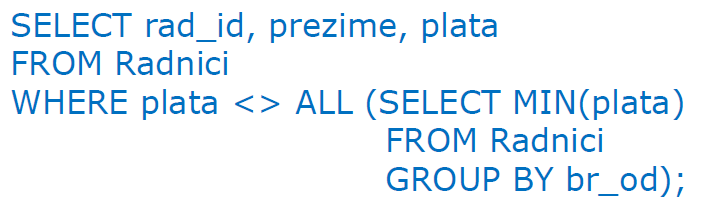 SELECT rad_id, prezime, plata
FROM Radnici
WHERE plata <> ALL (SELECT MIN(plata)
FROM Radnici
GROUP BY br_od);